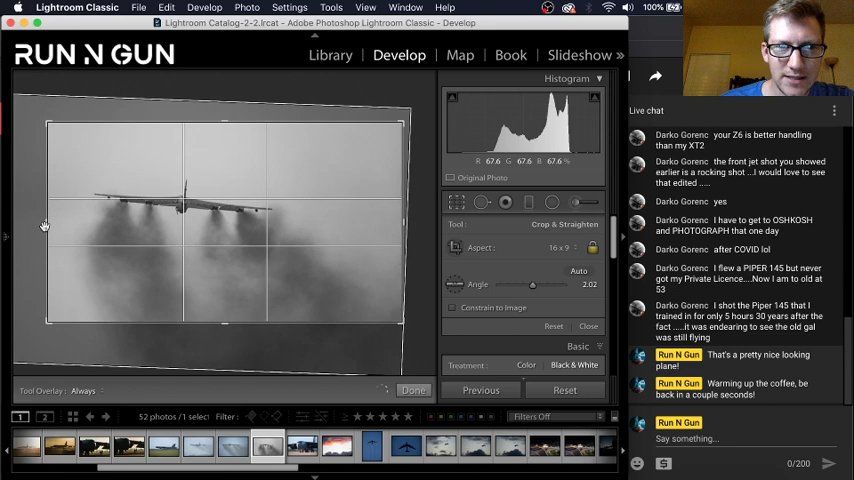 Lightroom Classic File Edit Develop Photo Settings Tools View Window Help 100%
Lightroom Catalog-2-2.lrcat - Adobe Photoshop Lightroom Classic - Develop
RUN N GUN
Library Develop Map Book Slideshow »
Histogram
R 67.6 G 67.6 B 67.6 %
Original Photo
Tool: Crop & Straighten
Aspect: 16 x 9
Auto
Angle 2.02
Constrain to Image
Reset Close
Basic
Treatment: Color Black & White
Tool Overlay: Always Done
Previous Reset
1 2 52 photos/1 select Filter: Filters Off
Live chat
Darko Gorenc your Z6 is better handling
than my XT2
Darko Gorenc the front jet shot you showed
earlier is a rocking shot ...I would love to see
that edited .....
Darko Gorenc yes
Darko Gorenc I have to get to OSHKOSH
and PHOTOGRAPH that one day
Darko Gorenc after COVID lol
Darko Gorenc I flew a PIPER 145 but never
got my Private Licence....Now I am to old at
53
Darko Gorenc I shot the Piper 145 that I
trained in for only 5 hours 30 years after the
fact .....it was endearing to see the old gal
was still flying
Run N Gun That's a pretty nice looking
plane!
Run N Gun Warming up the coffee, be
back in a couple seconds!
Run N Gun
Say something...
0/200